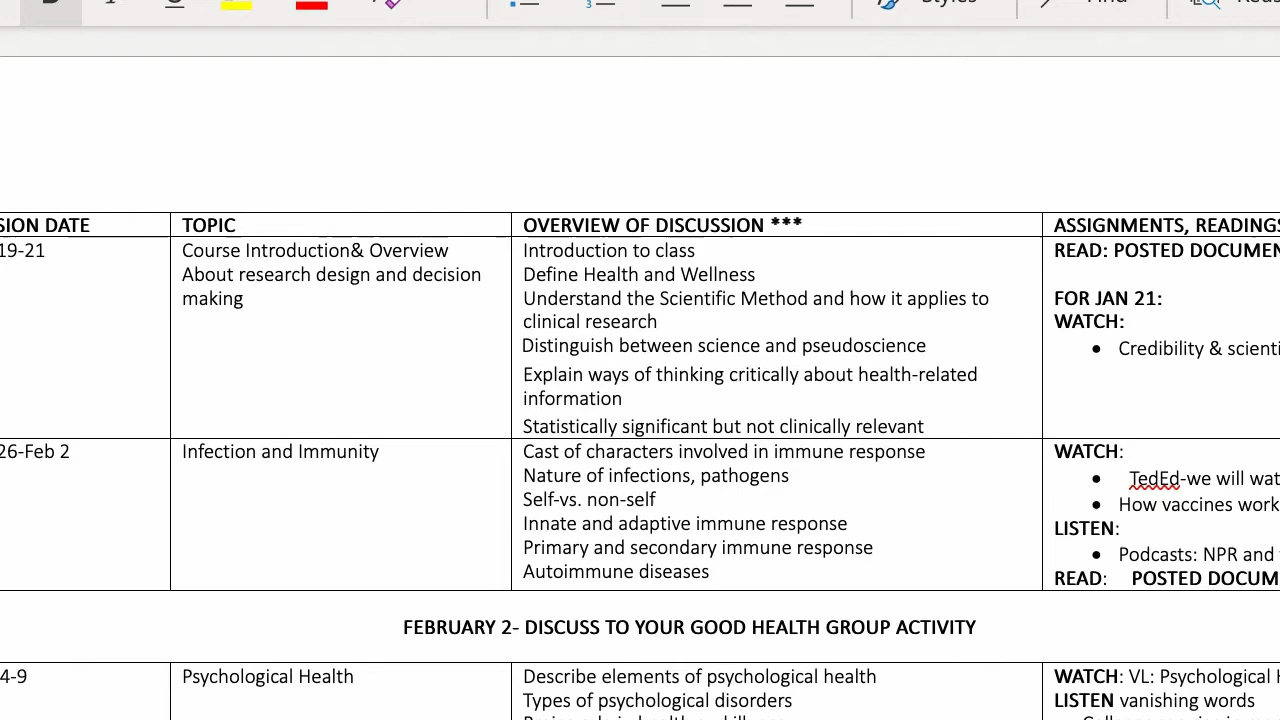 Styles
SION DATE TOPIC OVERVIEW OF DISCUSSION *** ASSIGNMENTS, READINGS
19-21
Course Introduction& Overview
About research design and decision
making
Introduction to class
Define Health and Wellness
Understand the Scientific Method and how it applies to
clinical research
Distinguish between science and pseudoscience
Explain ways of thinking critically about health-related
information
Statistically significant but not clinically relevant
READ: POSTED DOCUMEN
FOR JAN 21:
WATCH:
• Credibility & scienti
26-Feb 2
Infection and Immunity
Cast of characters involved in immune response
Nature of infections, pathogens
Self-vs. non-self
Innate and adaptive immune response
Primary and secondary immune response
Autoimmune diseases
WATCH:
• TedEd-we will wat
• How vaccines work
LISTEN:
• Podcasts: NPR and
READ: POSTED DOCUM
FEBRUARY 2- DISCUSS TO YOUR GOOD HEALTH GROUP ACTIVITY
4-9
Psychological Health
Describe elements of psychological health
Types of psychological disorders
WATCH: VL: Psychological H
LISTEN vanishing words